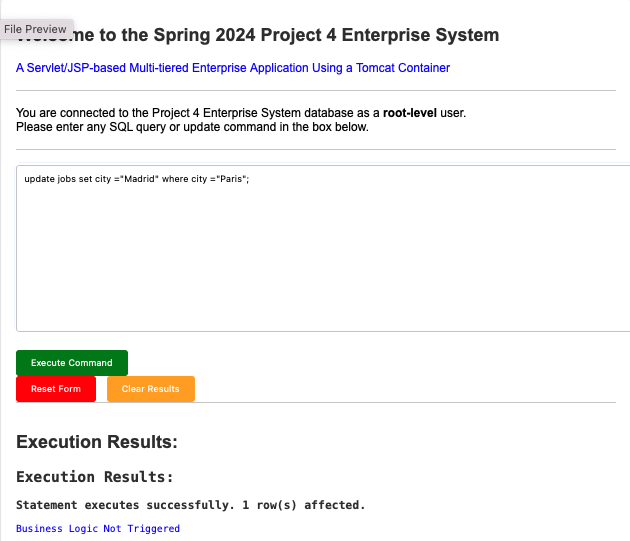 File Preview
Welcome to the Spring 2024 Project 4 Enterprise System
A Servlet/JSP-based Multi-tiered Enterprise Application Using a Tomcat Container
You are connected to the Project 4 Enterprise System database as a root-level user.
Please enter any SQL query or update command in the box below.
update jobs set city ="Madrid" where city ="Paris";
Execute Command
Reset Form Clear Results
Execution Results:
Execution Results:
Statement executes successfully. 1 row(s) affected.
Business Logic Not Triggered